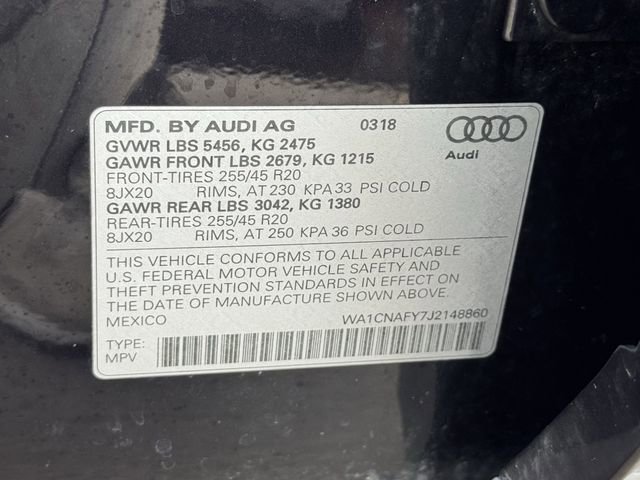 MFD. BY AUDI AG 0318
GVWR LBS 5456, KG 2475
GAWR FRONT LBS 2679, KG 1215
FRONT-TIRES 255/45 R20
8JX20 RIMS, AT 230 KPA 33 PSI COLD
GAWR REAR LBS 3042, KG 1380
REAR-TIRES 255/45 R20
8JX20 RIMS, AT 250 KPA 36 PSI COLD
Audi
THIS VEHICLE CONFORMS TO ALL APPLICABLE
U.S. FEDERAL MOTOR VEHICLE SAFETY AND
THEFT PREVENTION STANDARDS IN EFFECT ON
THE DATE OF MANUFACTURE SHOWN ABOVE.
MEXICO WA1CNAFY7J2148860
TYPE:
MPV